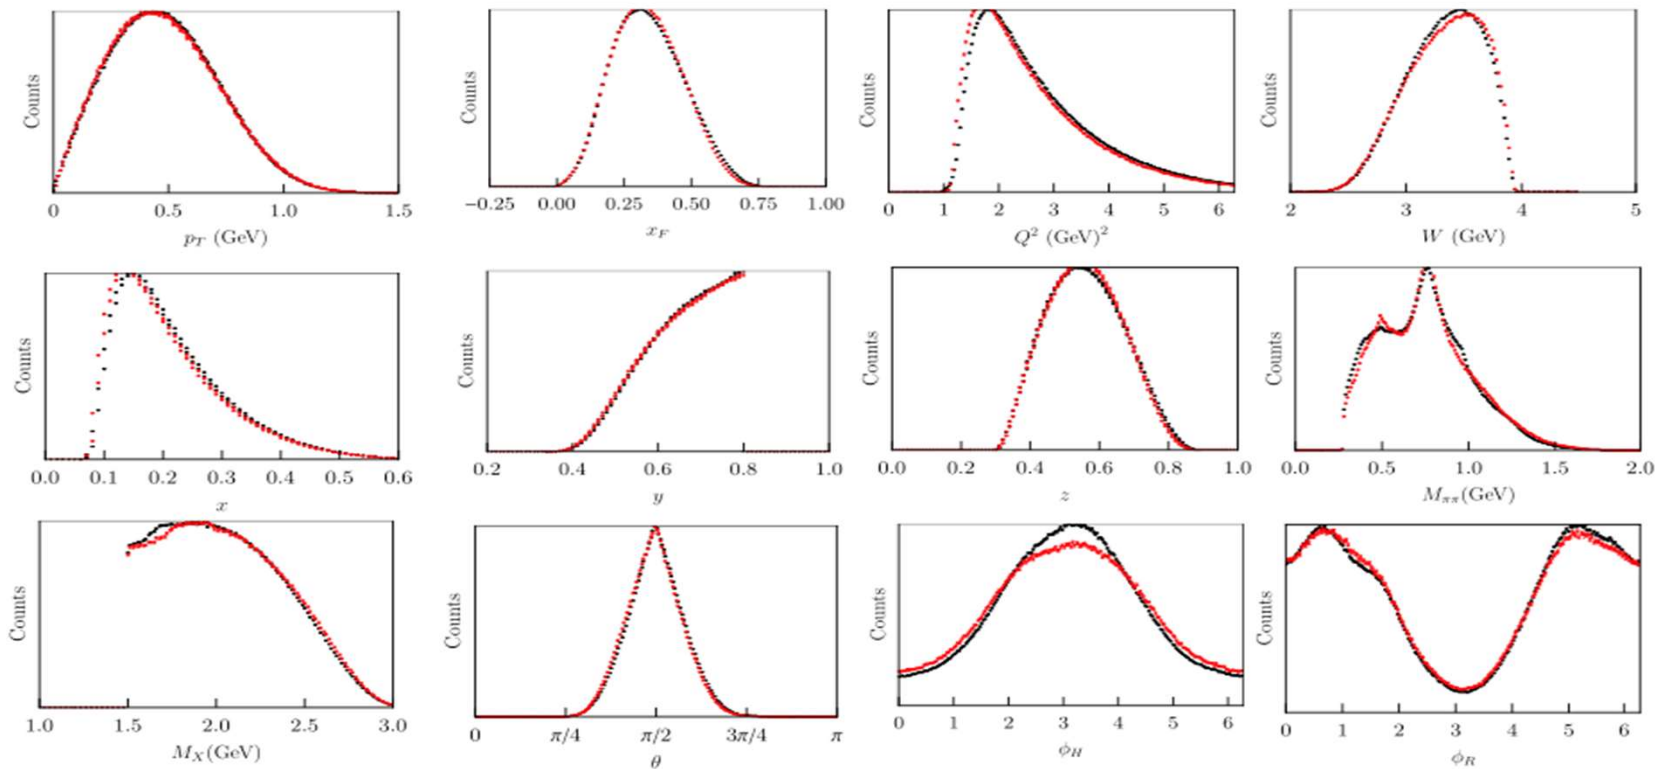 Counts
0 0.5 1.0 1.5
p_T (GeV)
Counts
−0.25 0.00 0.25 0.50 0.75 1.00
x_F
Counts
0 1 2 3 4 5 6
Q² (GeV)²
Counts
2 3 4 5
W (GeV)
Counts
0.0 0.1 0.2 0.3 0.4 0.5 0.6
x
Counts
0.2 0.4 0.6 0.8 1.0
y
Counts
0.0 0.2 0.4 0.6 0.8 1.0
z
Counts
0.0 0.5 1.0 1.5 2.0
M_ππ(GeV)
Counts
1.0 1.5 2.0 2.5 3.0
M_X(GeV)
Counts
0 π/4 π/2 3π/4 π
θ
Counts
0 1 2 3 4 5 6
ϕ_H
Counts
0 1 2 3 4 5 6
ϕ_R